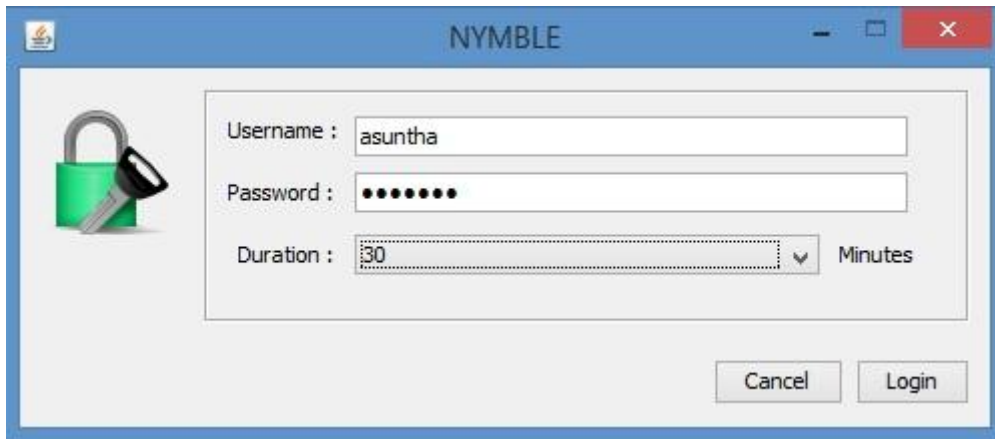 NYMBLE
Username : asuntha
Password : •••••••
Duration : 30 Minutes
Cancel Login